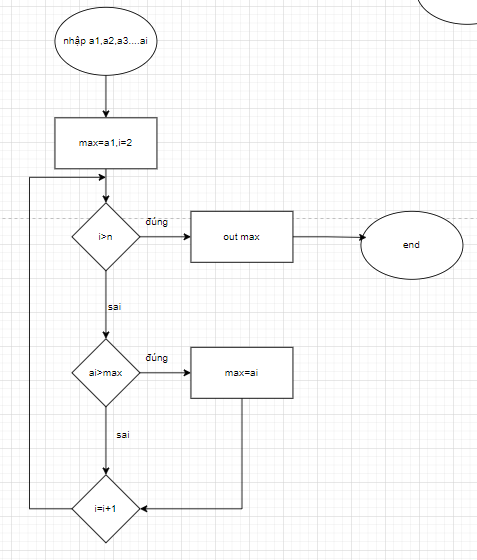 nhập a1,a2,a3....ai
max=a1,i=2
i>n
đúng
out max
end
sai
ai>max
đúng
max=ai
sai
i=i+1